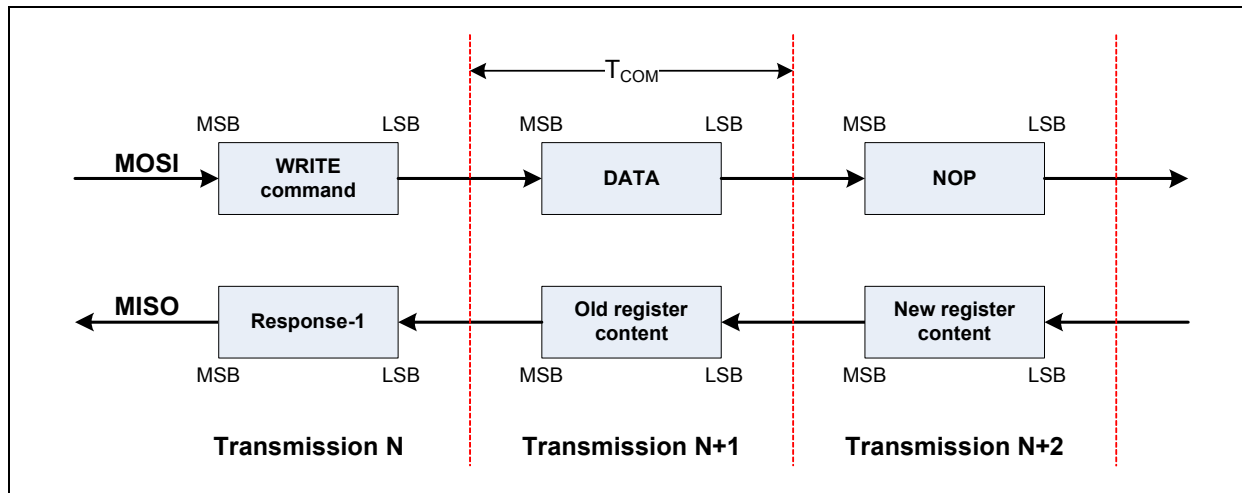 T_COM
MSB LSB MSB LSB MSB LSB
MOSI
WRITE
command
DATA
NOP
MISO
Response-1
Old register
content
New register
content
MSB LSB MSB LSB MSB LSB
Transmission N Transmission N+1 Transmission N+2